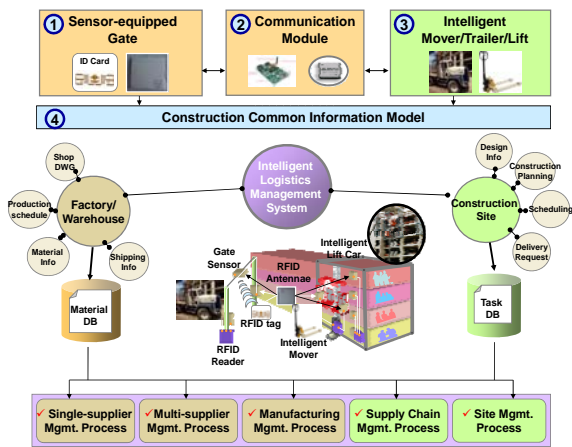 1 Sensor-equipped
Gate
ID Card
2 Communication
Module
3 Intelligent
Mover/Trailer/Lift
4 Construction Common Information Model
Shop
DWG
Production
schedule
Material
Info
Shipping
Info
Factory/
Warehouse
Intelligent
Logistics
Management
System
Design
Info
Construction
Planning
Scheduling
Delivery
Request
Construction
Site
Material
DB
Gate
Sensor
RFID
Antennae
Intelligent
Lift Car
RFID tag
RFID
Reader
Intelligent
Mover
Task
DB
✓ Single-supplier
Mgmt. Process
✓ Multi-supplier
Mgmt. Process
✓ Manufacturing
Mgmt. Process
✓ Supply Chain
Mgmt. Process
✓ Site Mgmt.
Process